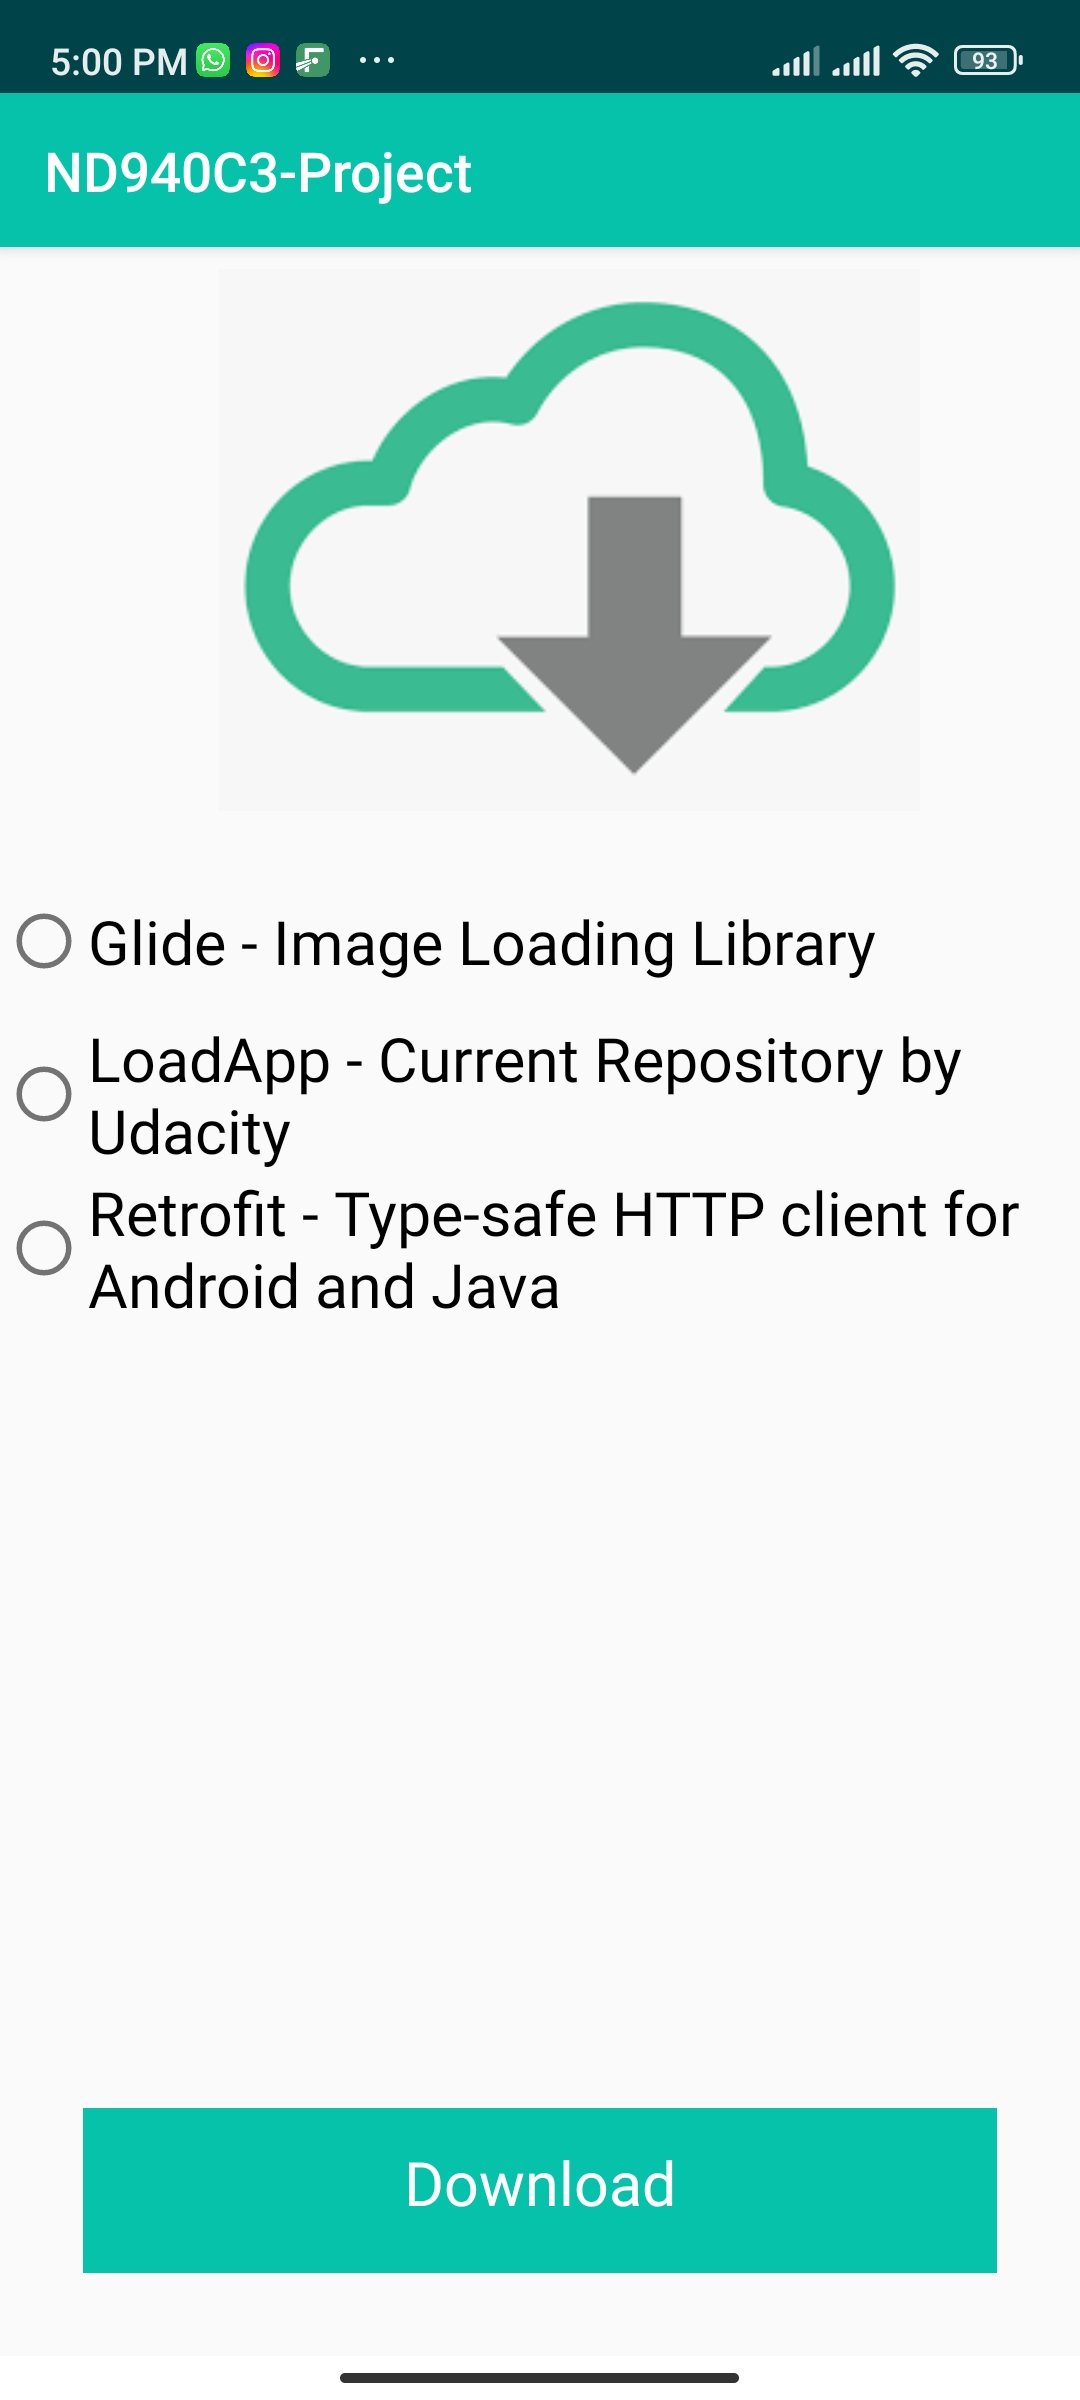 5:00 PM
93
ND940C3-Project
Glide - Image Loading Library
LoadApp - Current Repository by
Udacity
Retrofit - Type-safe HTTP client for
Android and Java
Download